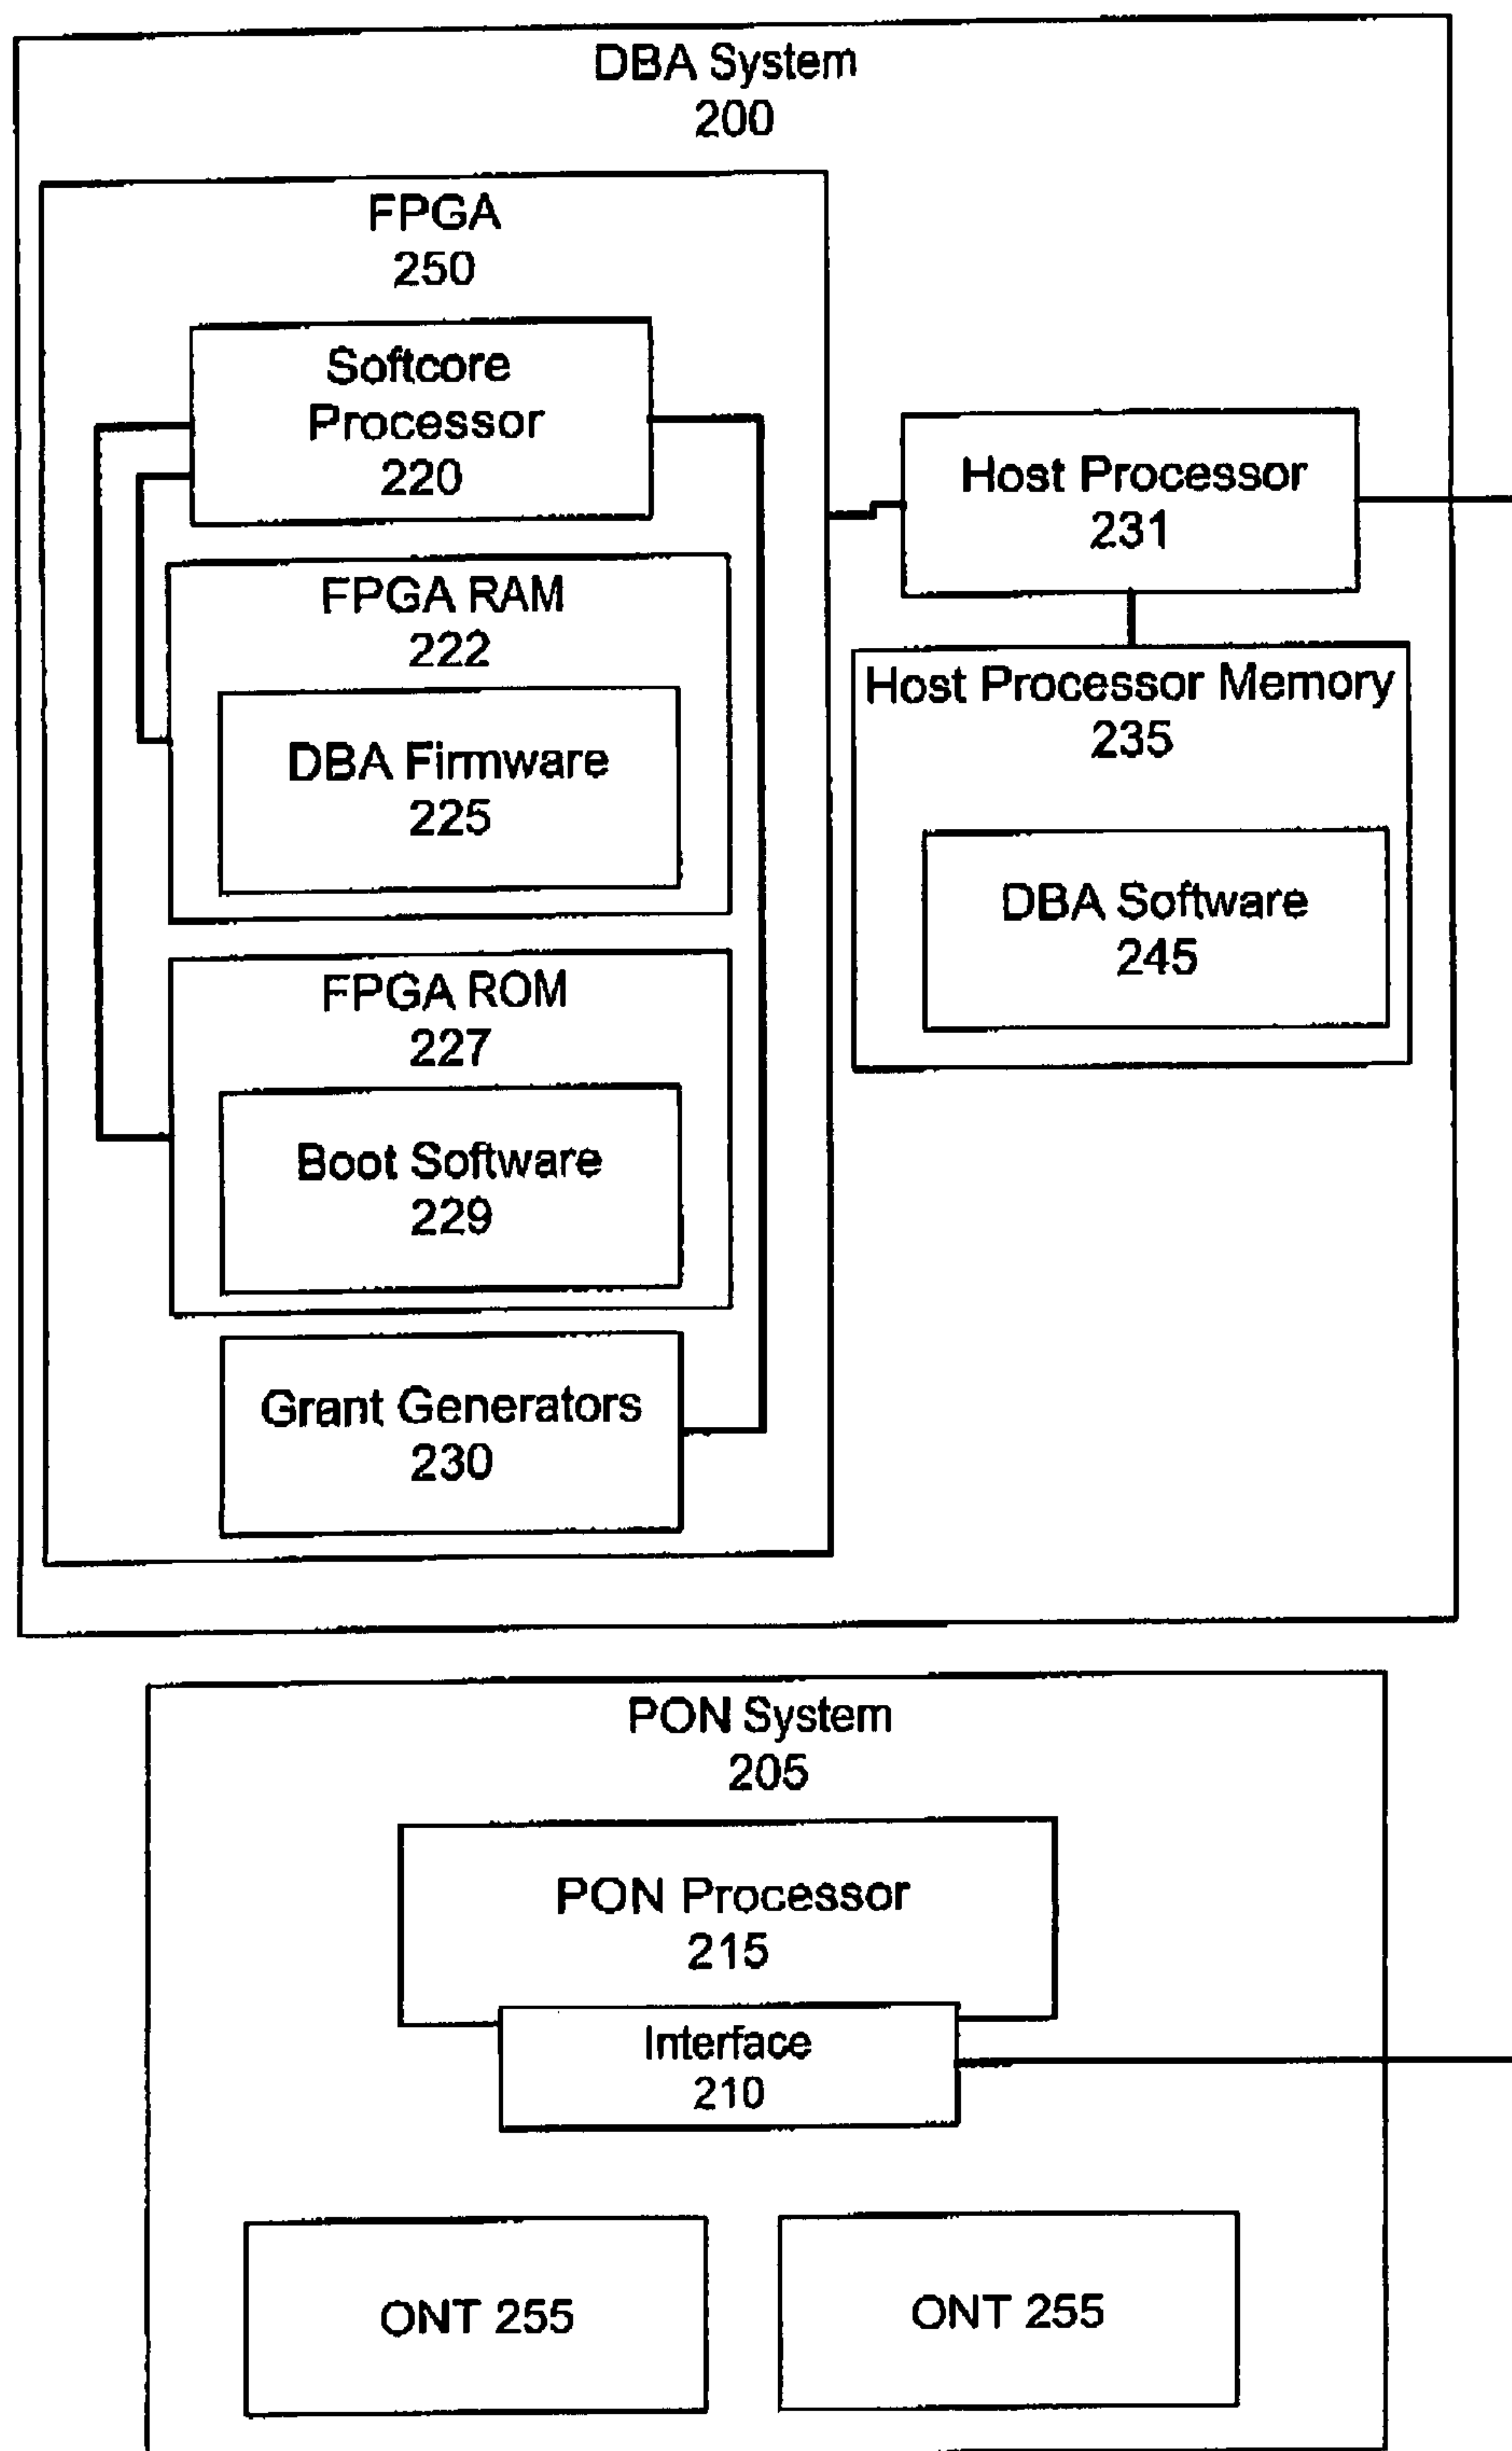 DBA System
200
FPGA
250
Softcore
Processor
220
Host Processor
231
FPGA RAM
222
Host Processor Memory
235
DBA Firmware
225
DBA Software
245
FPGA ROM
227
Boot Software
229
Grant Generators
230
PON System
205
PON Processor
215
Interface
210
ONT 255
ONT 255